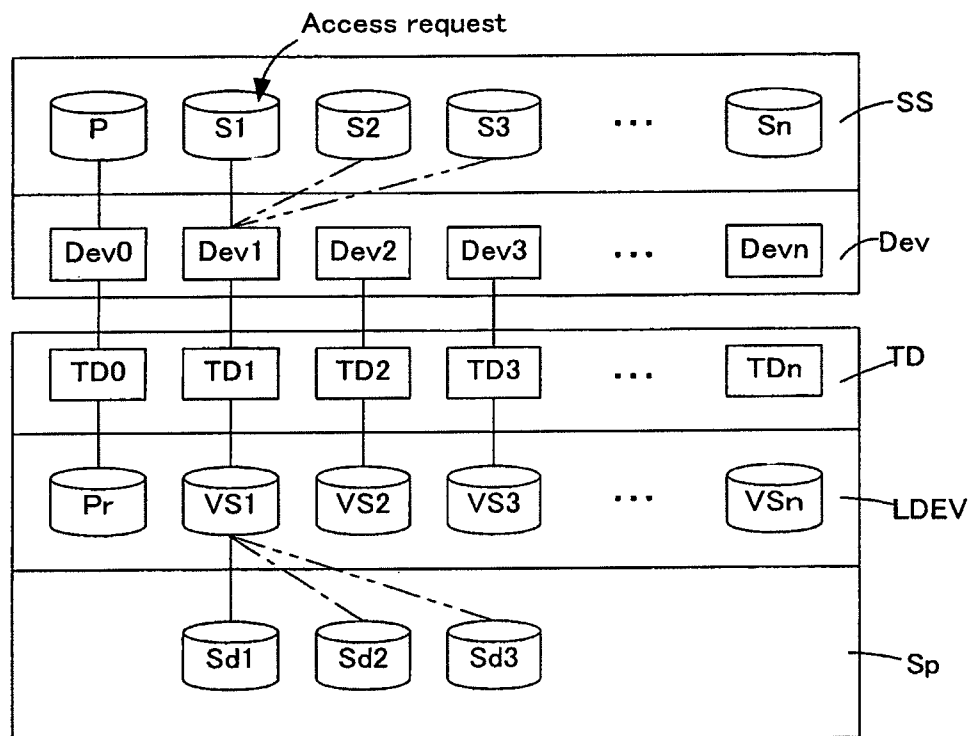 Access request
P S1 S2 S3 ... Sn SS
Dev0 Dev1 Dev2 Dev3 ... Devn Dev
TD0 TD1 TD2 TD3 ... TDn TD
Pr VS1 VS2 VS3 ... VSn LDEV
Sd1 Sd2 Sd3 Sp